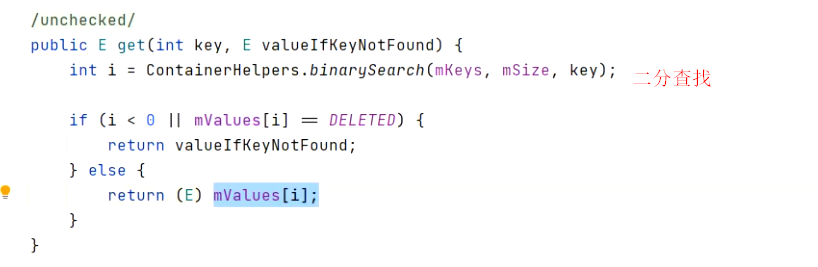 /unchecked/
public E get(int key, E valueIfKeyNotFound) {
int i = ContainerHelpers.binarySearch(mKeys, mSize, key); 二分查找
if (i < 0 || mValues[i] == DELETED) {
return valueIfKeyNotFound;
} else {
return (E) mValues[i];
}
}